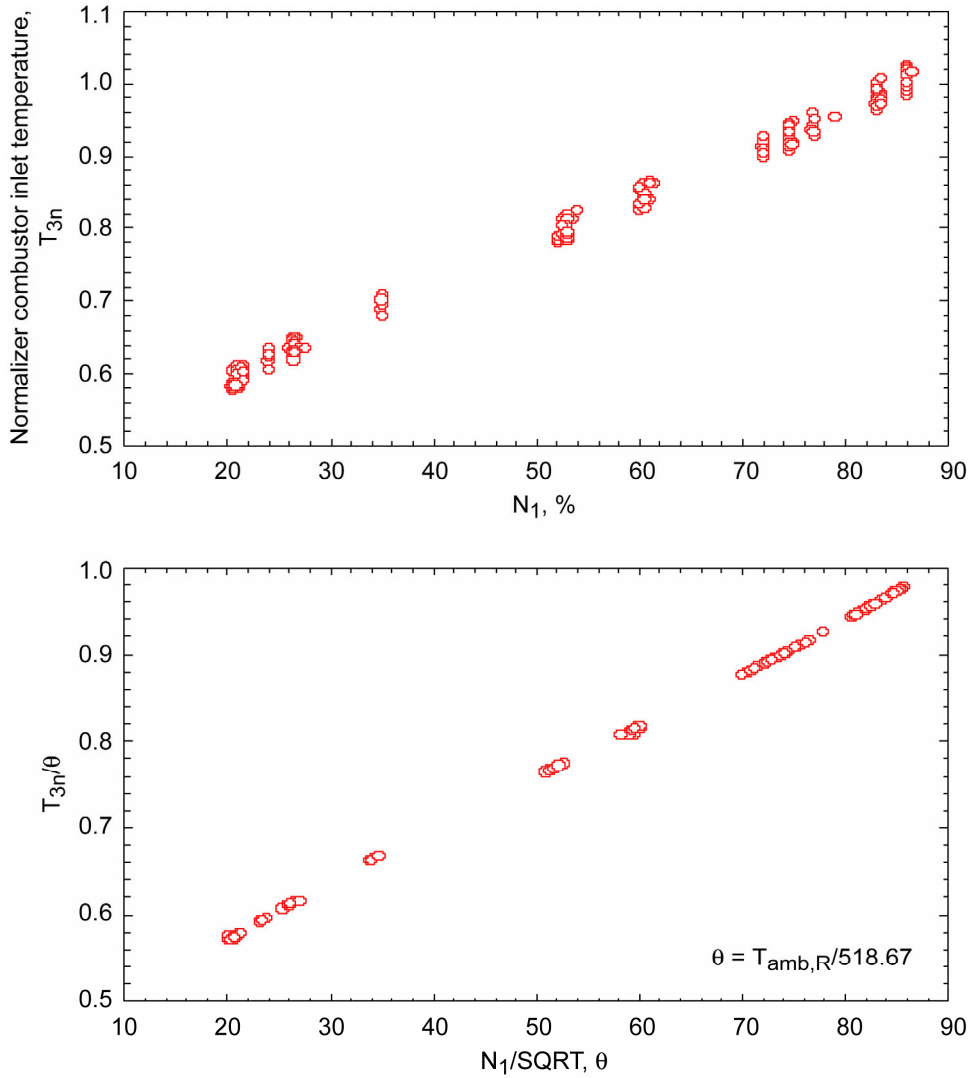 Normalizer combustor inlet temperature,
T3n
1.1
1.0
0.9
0.8
0.7
0.6
0.5
10 20 30 40 50 60 70 80 90
N1, %
T3n/θ
1.0
0.9
0.8
0.7
0.6
0.5
θ = Tamb,R/518.67
10 20 30 40 50 60 70 80 90
N1/SQRT, θ